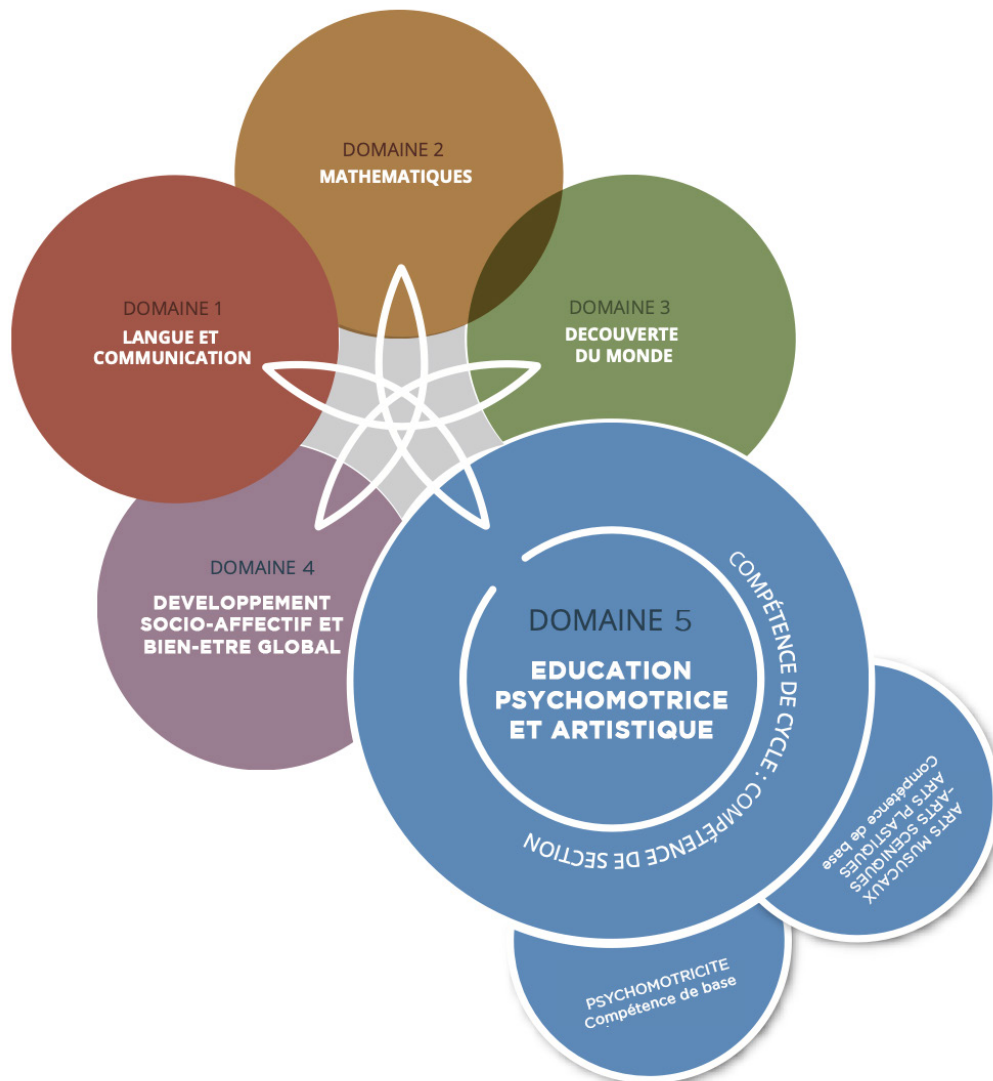 DOMAINE 2
MATHEMATIQUES
DOMAINE 1
LANGUE ET
COMMUNICATION
DOMAINE 3
DECOUVERTE
DU MONDE
DOMAINE 4
DEVELOPPEMENT
SOCIO-AFFECTIF ET
BIEN-ETRE GLOBAL
DOMAINE 5
EDUCATION
PSYCHOMOTRICE
ET ARTISTIQUE
COMPÉTENCE DE CYCLE : COMPÉTENCE DE SECTION
ARTS MUSUCAUX
-ARTS SCENIQUES
ARTS PLASTIQUES
Compétence de base
PSYCHOMOTRICITE
Compétence de base